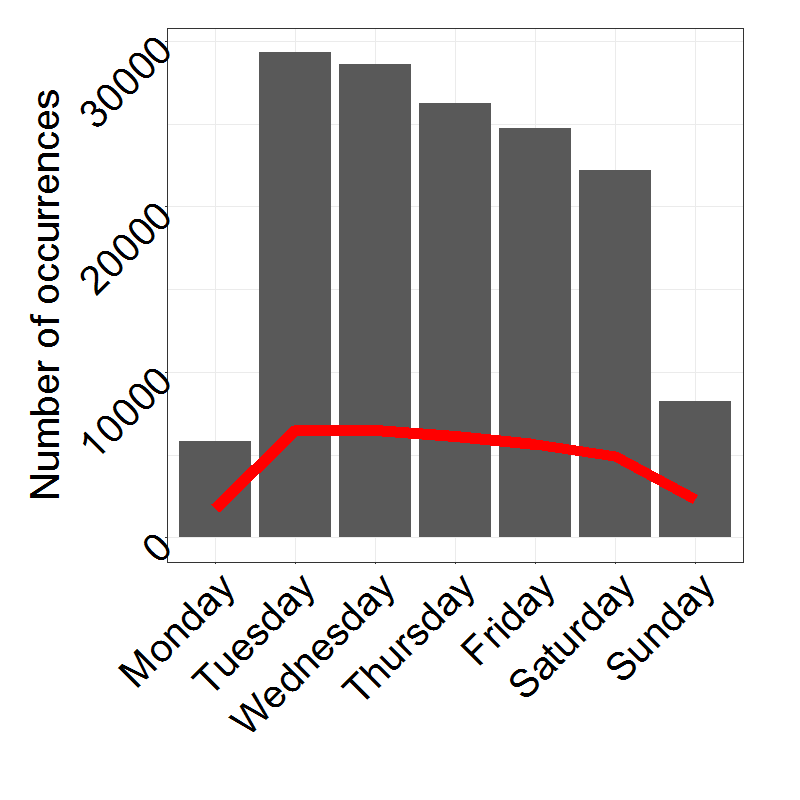 Number of occurrences
30000
20000
10000
0
Monday
Tuesday
Wednesday
Thursday
Friday
Saturday
Sunday